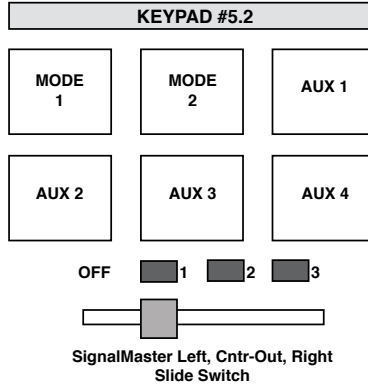 KEYPAD #5.2
MODE
1
MODE
2
AUX 1
AUX 2
AUX 3
AUX 4
OFF 1 2 3
SignalMaster Left, Cntr-Out, Right
Slide Switch